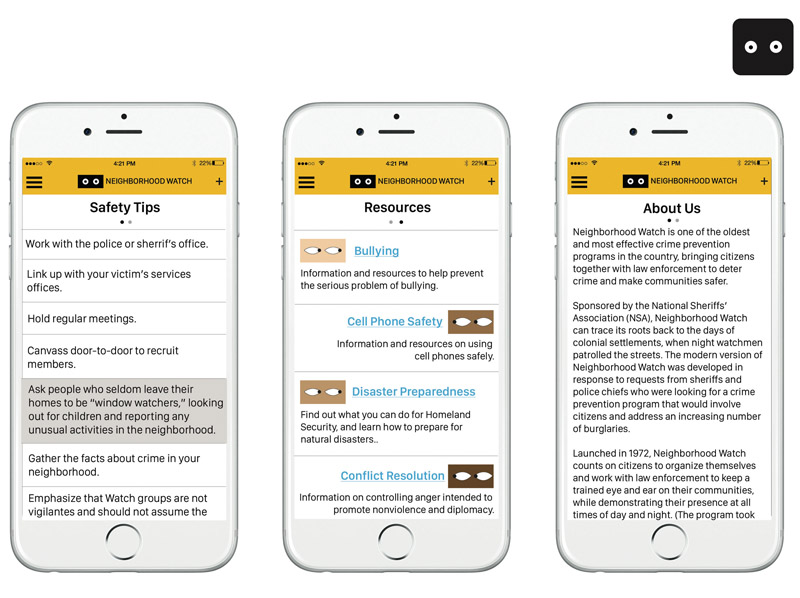 4:21 PM 22%
NEIGHBORHOOD WATCH +
Safety Tips
Work with the police or sherrif's office.
Link up with your victim's services
offices.
Hold regular meetings.
Canvass door-to-door to recruit
members.
Ask people who seldom leave their
homes to be “window watchers,” looking
out for children and reporting any
unusual activities in the neighborhood.
Gather the facts about crime in your
neighborhood.
Emphasize that Watch groups are not
vigilantes and should not assume the
4:21 PM 22%
NEIGHBORHOOD WATCH +
Resources
Bullying
Information and resources to help prevent
the serious problem of bullying.
Cell Phone Safety
Information and resources on using
cell phones safely.
Disaster Preparedness
Find out what you can do for Homeland
Security, and learn how to prepare for
natural disasters..
Conflict Resolution
Information on controlling anger intended to
promote nonviolence and diplomacy.
4:21 PM 22%
NEIGHBORHOOD WATCH +
About Us
Neighborhood Watch is one of the oldest
and most effective crime prevention
programs in the country, bringing citizens
together with law enforcement to deter
crime and make communities safer.
Sponsored by the National Sheriffs'
Association (NSA), Neighborhood Watch
can trace its roots back to the days of
colonial settlements, when night watchmen
patrolled the streets. The modern version of
Neighborhood Watch was developed in
response to requests from sheriffs and
police chiefs who were looking for a crime
prevention program that would involve
citizens and address an increasing number
of burglaries.
Launched in 1972, Neighborhood Watch
counts on citizens to organize themselves
and work with law enforcement to keep a
trained eye and ear on their communities,
while demonstrating their presence at all
times of day and night. (The program took